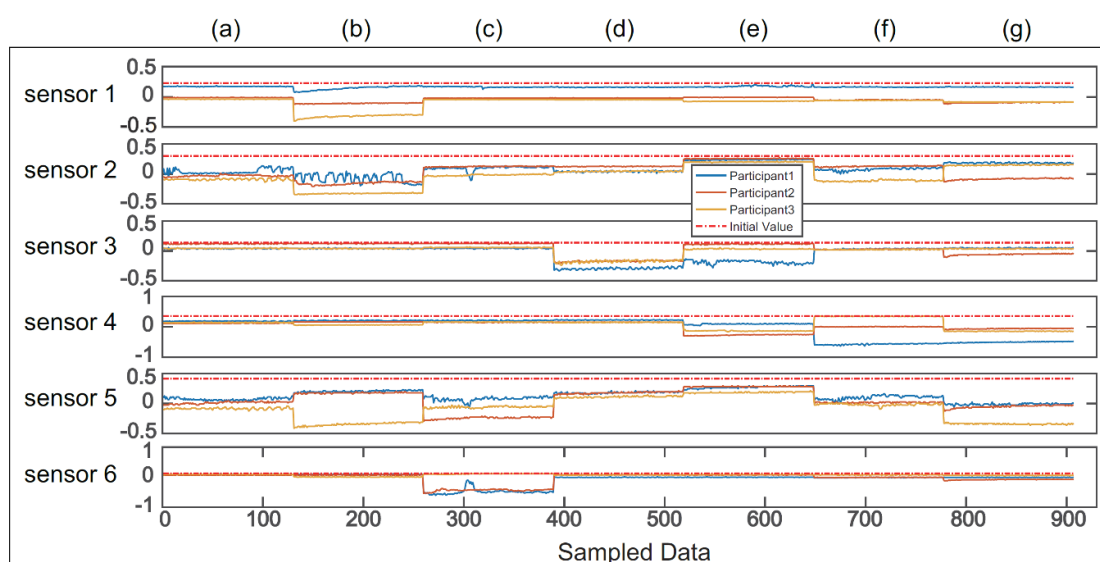 (a) (b) (c) (d) (e) (f) (g)
sensor 1
0.5
0
-0.5
sensor 2
0.5
0
-0.5
Participant1
Participant2
Participant3
Initial Value
sensor 3
0.5
0
-0.5
sensor 4
1
0
-1
sensor 5
0.5
0
-0.5
sensor 6
1
0
-1
0 100 200 300 400 500 600 700 800 900
Sampled Data